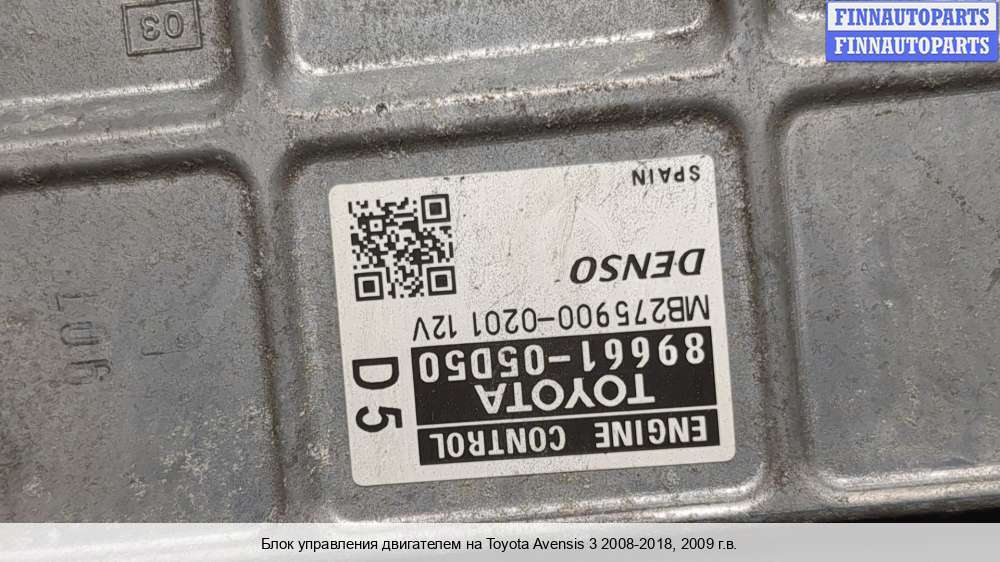 FINNAUTOPARTS
FINNAUTOPARTS
03
L06
ENGINE CONTROL
TOYOTA
89661-05D50
MB275900-0201 12V
DENSO
SPAIN
D5
Блок управления двигателем на Toyota Avensis 3 2008-2018, 2009 г.в.